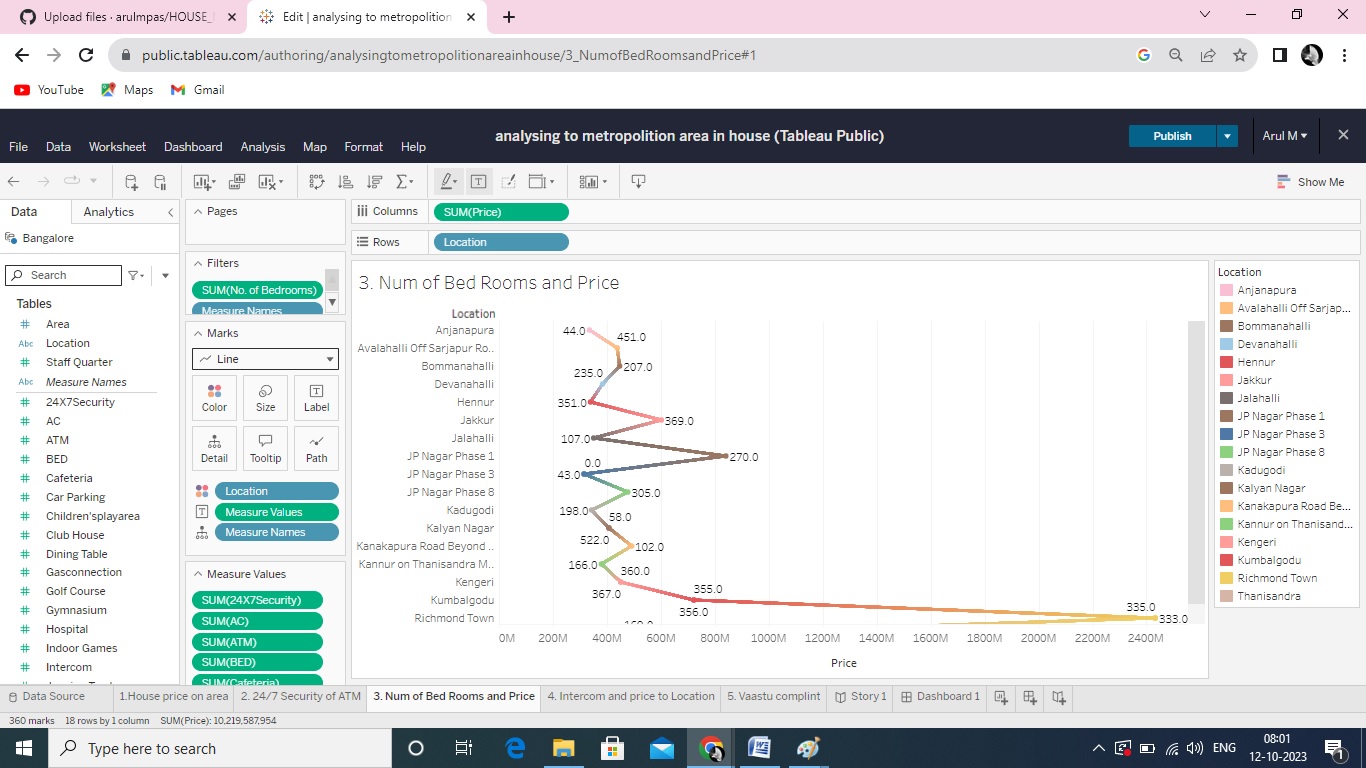 Upload files · arulmpas/HOUSE_
Edit | analysing to metropolition
public.tableau.com/authoring/analysingtometropolitionareainhouse/3_NumofBedRoomsandPrice#1
YouTube Maps Gmail
analysing to metropolition area in house (Tableau Public)
Publish
Arul M
File Data Worksheet Dashboard Analysis Map Format Help
Show Me
Data Analytics
Bangalore
Search
Tables
# Area
Abc Location
# Staff Quarter
Abc Measure Names
# 24X7Security
# AC
# ATM
# BED
# Cafeteria
# Car Parking
# Children'splayarea
# Club House
# Dining Table
# Gasconnection
# Golf Course
# Gymnasium
# Hospital
# Indoor Games
# Intercom
Pages
Filters
SUM(No. of Bedrooms)
Measure Names
Marks
Line
Color Size Label
Detail Tooltip Path
Location
Measure Values
Measure Names
Measure Values
SUM(24X7Security)
SUM(AC)
SUM(ATM)
SUM(BED)
SUM(Cafeteria)
Columns SUM(Price)
Rows Location
3. Num of Bed Rooms and Price
Location
Anjanapura 44.0
451.0
Avalahalli Off Sarjapur Ro..
Bommanahalli 207.0
235.0
Devanahalli
Hennur 351.0
Jakkur 369.0
Jalahalli 107.0
JP Nagar Phase 1 270.0
0.0
JP Nagar Phase 3 43.0
JP Nagar Phase 8 305.0
Kadugodi 198.0
58.0
Kalyan Nagar
522.0
Kanakapura Road Beyond .. 102.0
Kannur on Thanisandra M.. 166.0
360.0
Kengeri
367.0 355.0
Kumbalgodu
356.0 335.0
Richmond Town 333.0
0M 200M 400M 600M 800M 1000M 1200M 1400M 1600M 1800M 2000M 2200M 2400M
Price
Location
Anjanapura
Avalahalli Off Sarjap...
Bommanahalli
Devanahalli
Hennur
Jakkur
Jalahalli
JP Nagar Phase 1
JP Nagar Phase 3
JP Nagar Phase 8
Kadugodi
Kalyan Nagar
Kanakapura Road Be...
Kannur on Thanisand...
Kengeri
Kumbalgodu
Richmond Town
Thanisandra
Data Source 1.House price on area 2. 24/7 Security of ATM 3. Num of Bed Rooms and Price 4. Intercom and price to Location 5. Vaastu complint Story 1 Dashboard 1
360 marks 18 rows by 1 column SUM(Price): 10,219,587,954
Type here to search
ENG
08:01
12-10-2023
1